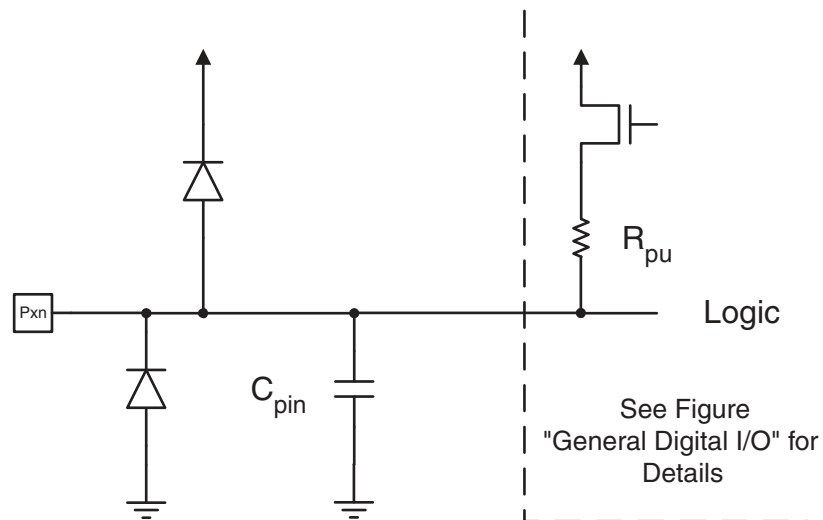 R
pu
Pxn
Logic
C
pin
See Figure
"General Digital I/O" for
Details